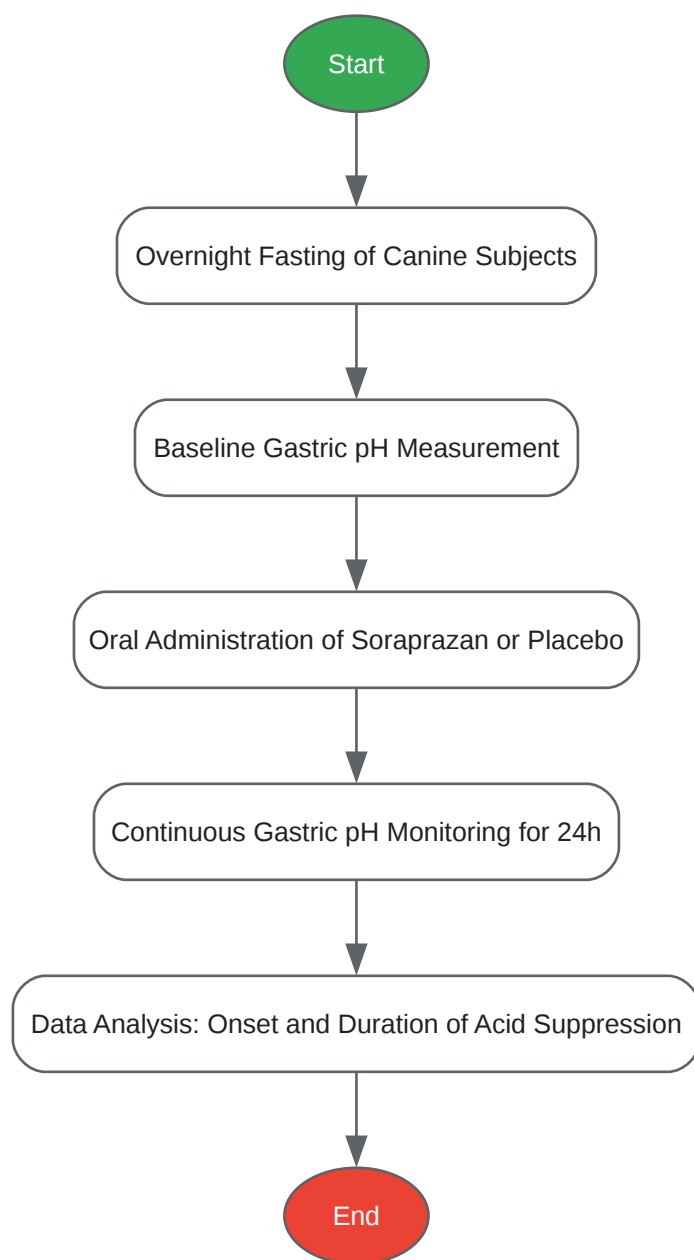 Start
Overnight Fasting of Canine Subjects
Baseline Gastric pH Measurement
Oral Administration of Soraprazan or Placebo
Continuous Gastric pH Monitoring for 24h
Data Analysis: Onset and Duration of Acid Suppression
End